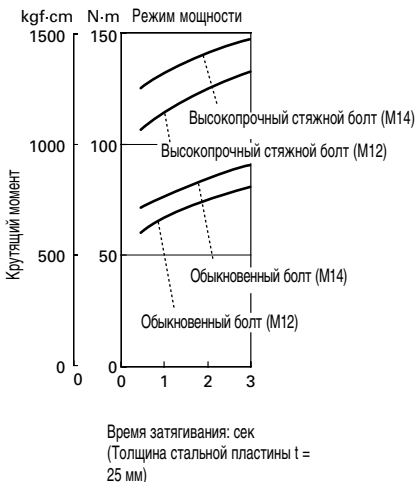 kgf·cm N·m Режим мощности
1500 150
Высокопрочный стяжной болт (M14)
1000 100
Высокопрочный стяжной болт (M12)
Крутящий момент
500 50
Обыкновенный болт (M14)
Обыкновенный болт (M12)
0 0
0 0 1 2 3
Время затягивания: сек
(Толщина стальной пластины t =
25 мм)